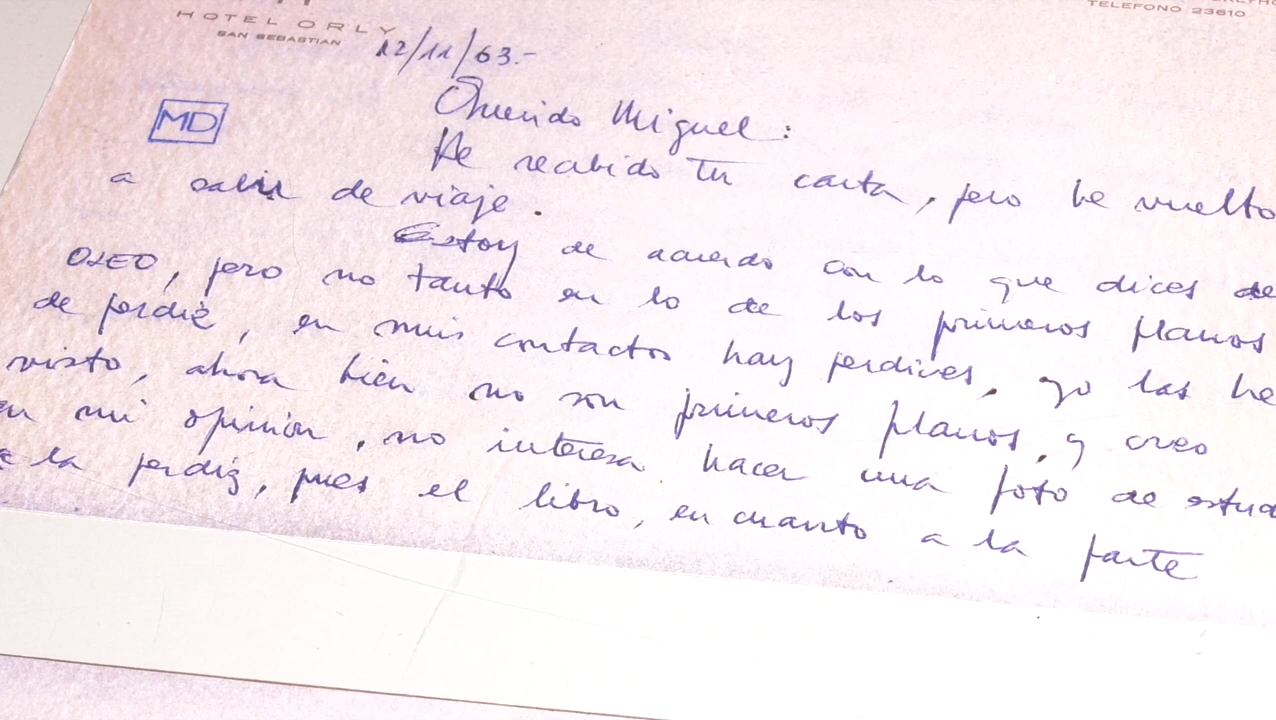 HOTEL ORLY
SAN SEBASTIAN
TELEFONO 23610
12/11/63.-
MD
Querido Miguel:
He recibido tu carta, pero he vuelto
a salir de viaje.
Estoy de acuerdo con lo que dices de
OJEO, pero no tanto en lo de los primeros planos
de perdiz, en mis contactos hay perdices, yo las he
visto, ahora bien no son primeros planos, y creo
en mi opinión, no interesa hacer una foto de
a la perdiz, pues el libro, en cuanto a la parte